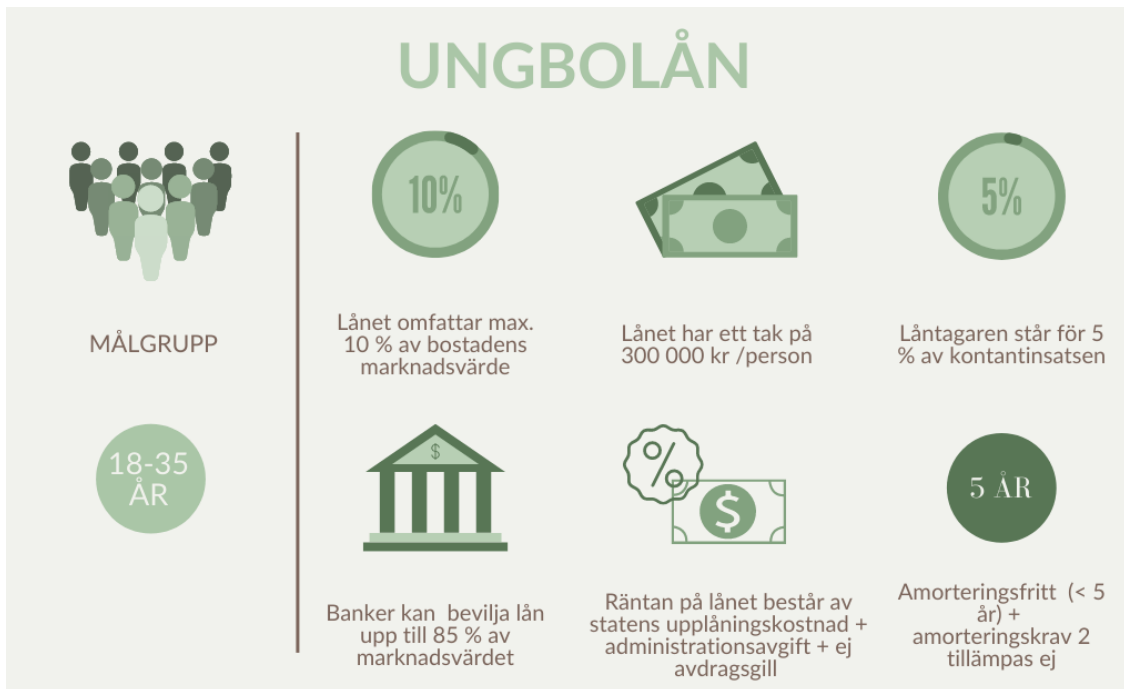 UNGBOLÅN
MÅLGRUPP
18-35
ÅR
10%
Lånet omfattar max.
10 % av bostadens
marknadsvärde
Lånet har ett tak på
300 000 kr /person
5%
Låntagaren står för 5
% av kontantinsatsen
$
Banker kan bevilja lån
upp till 85 % av
marknadsvärdet
%
$
Räntan på lånet består av
statens upplåningskostnad +
administrationsavgift + ej
avdragsgill
5 ÅR
Amorteringsfritt (< 5
år) +
amorteringskrav 2
tillämpas ej